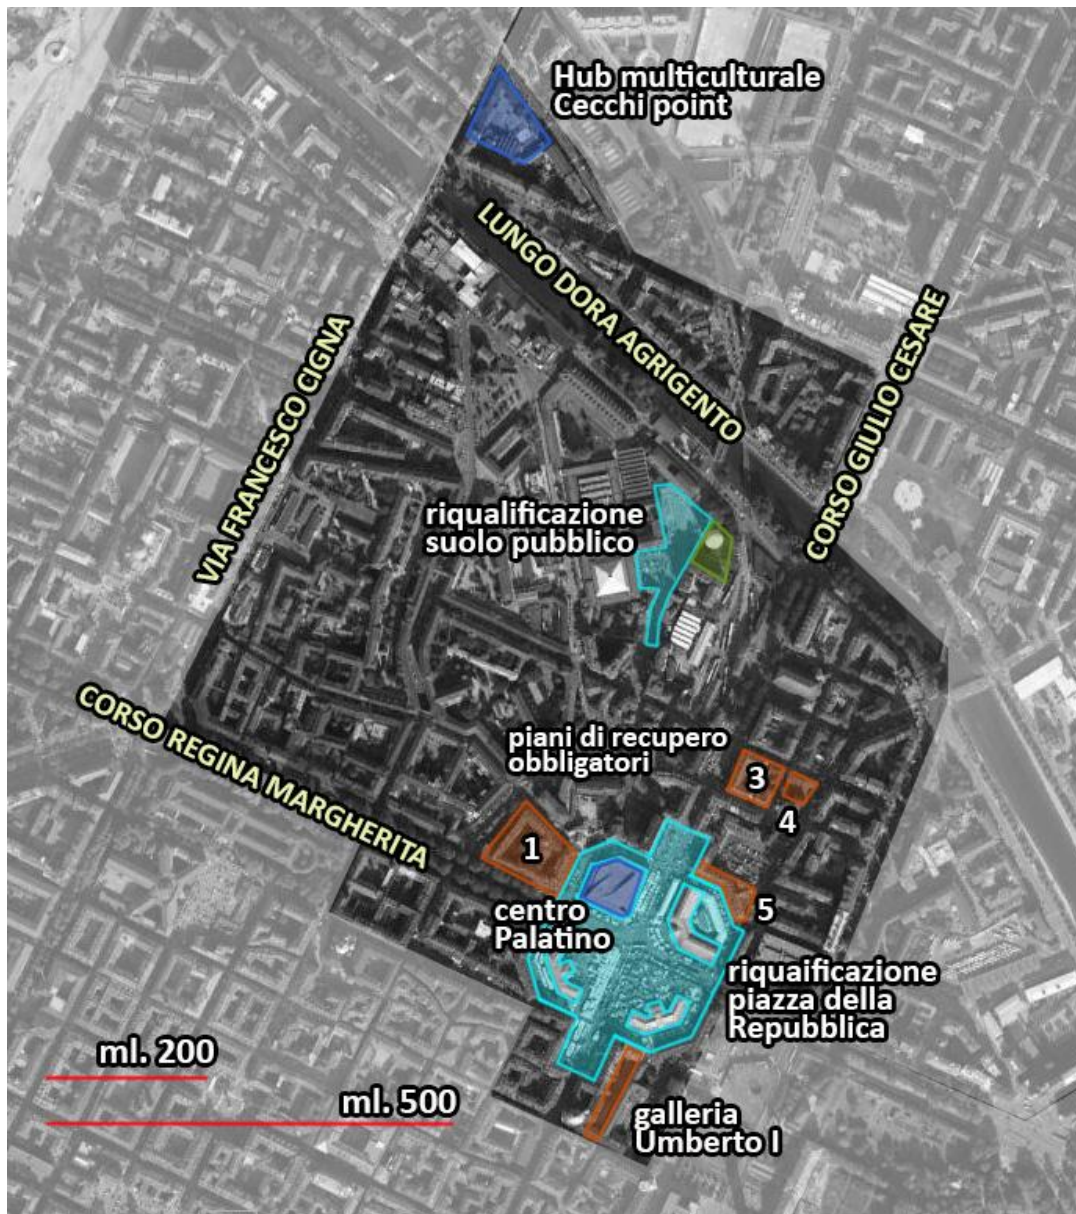 Hub multiculturale
Cecchi point
LUNGO DORA AGRIGENTO
CORSO GIULIO CESARE
VIA FRANCESCO CIGNA
riqualificazione
suolo pubblico
CORSO REGINA MARGHERITA
piani di recupero
obbligatori
3
4
1
5
centro
Palatino
riquaificazione
piazza della
Repubblica
ml. 200
ml. 500
galleria
Umberto I